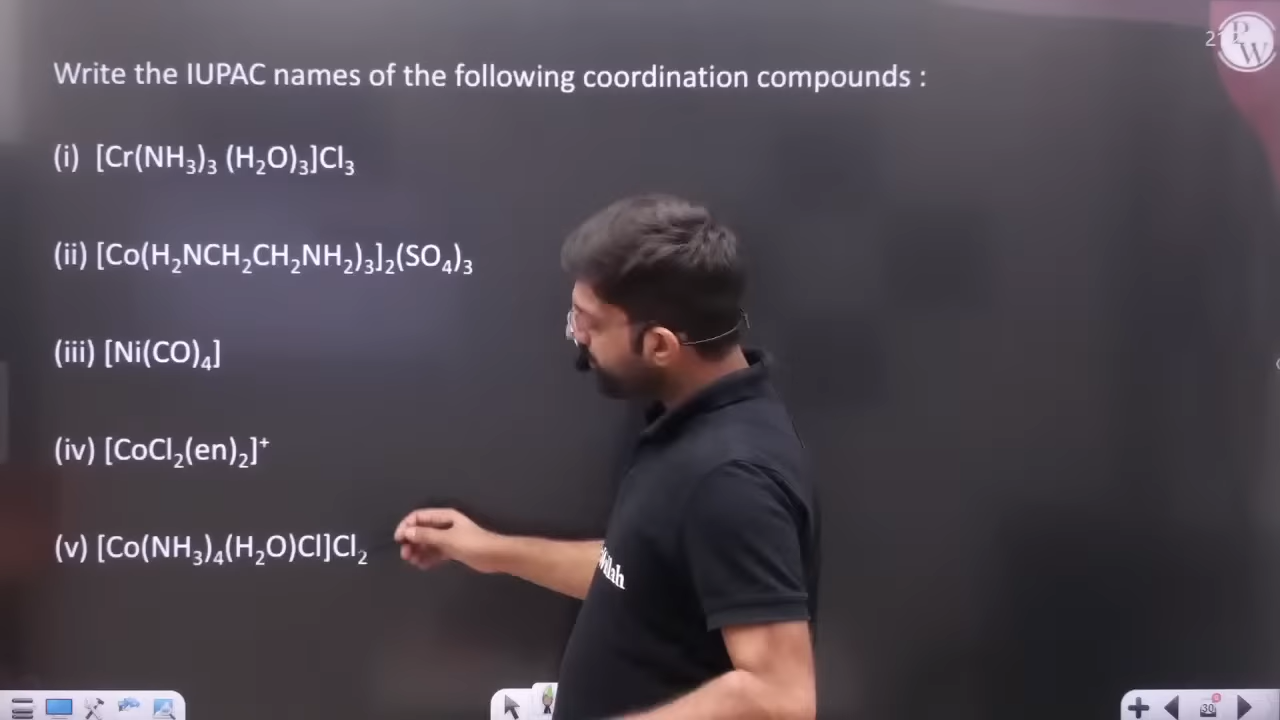 Write the IUPAC names of the following coordination compounds :
(i) [Cr(NH₃)₃ (H₂O)₃]Cl₃
(ii) [Co(H₂NCH₂CH₂NH₂)₃]₂(SO₄)₃
(iii) [Ni(CO)₄]
(iv) [CoCl₂(en)₂]⁺
(v) [Co(NH₃)₄(H₂O)Cl]Cl₂
P
W
30